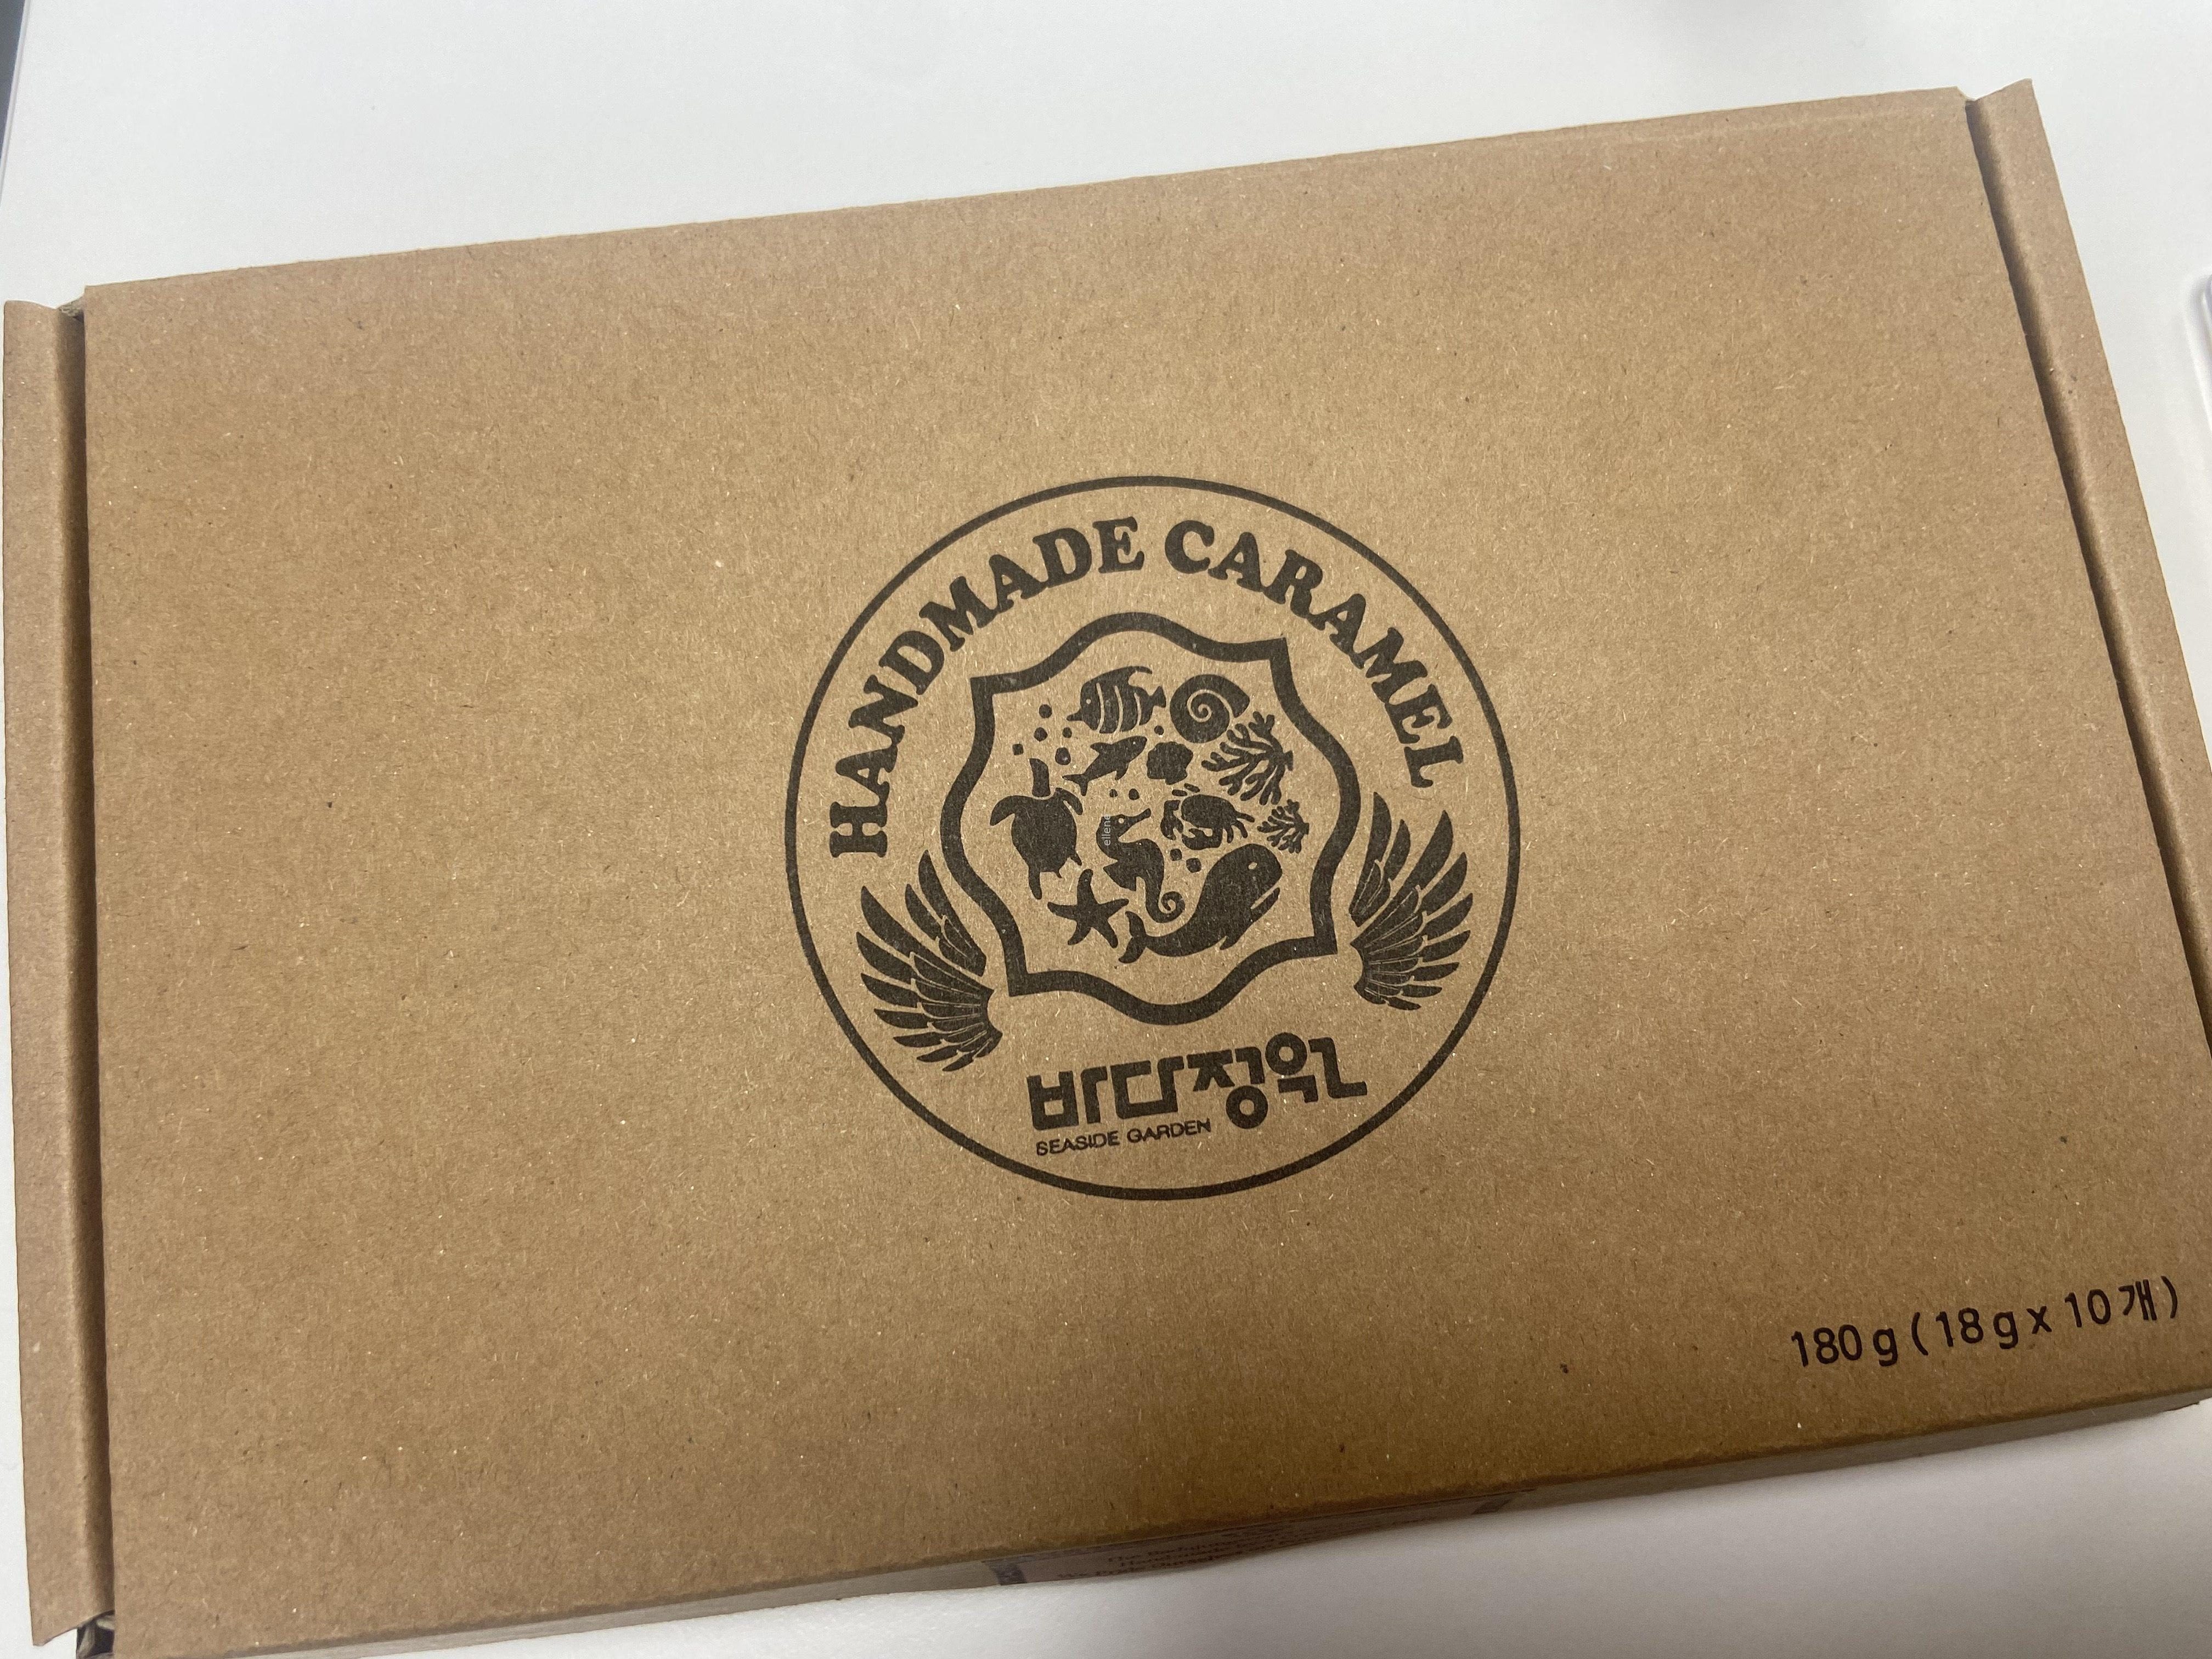 HANDMADE CARAMEL
바다정원
SEASIDE GARDEN
180g (18g x 10개)